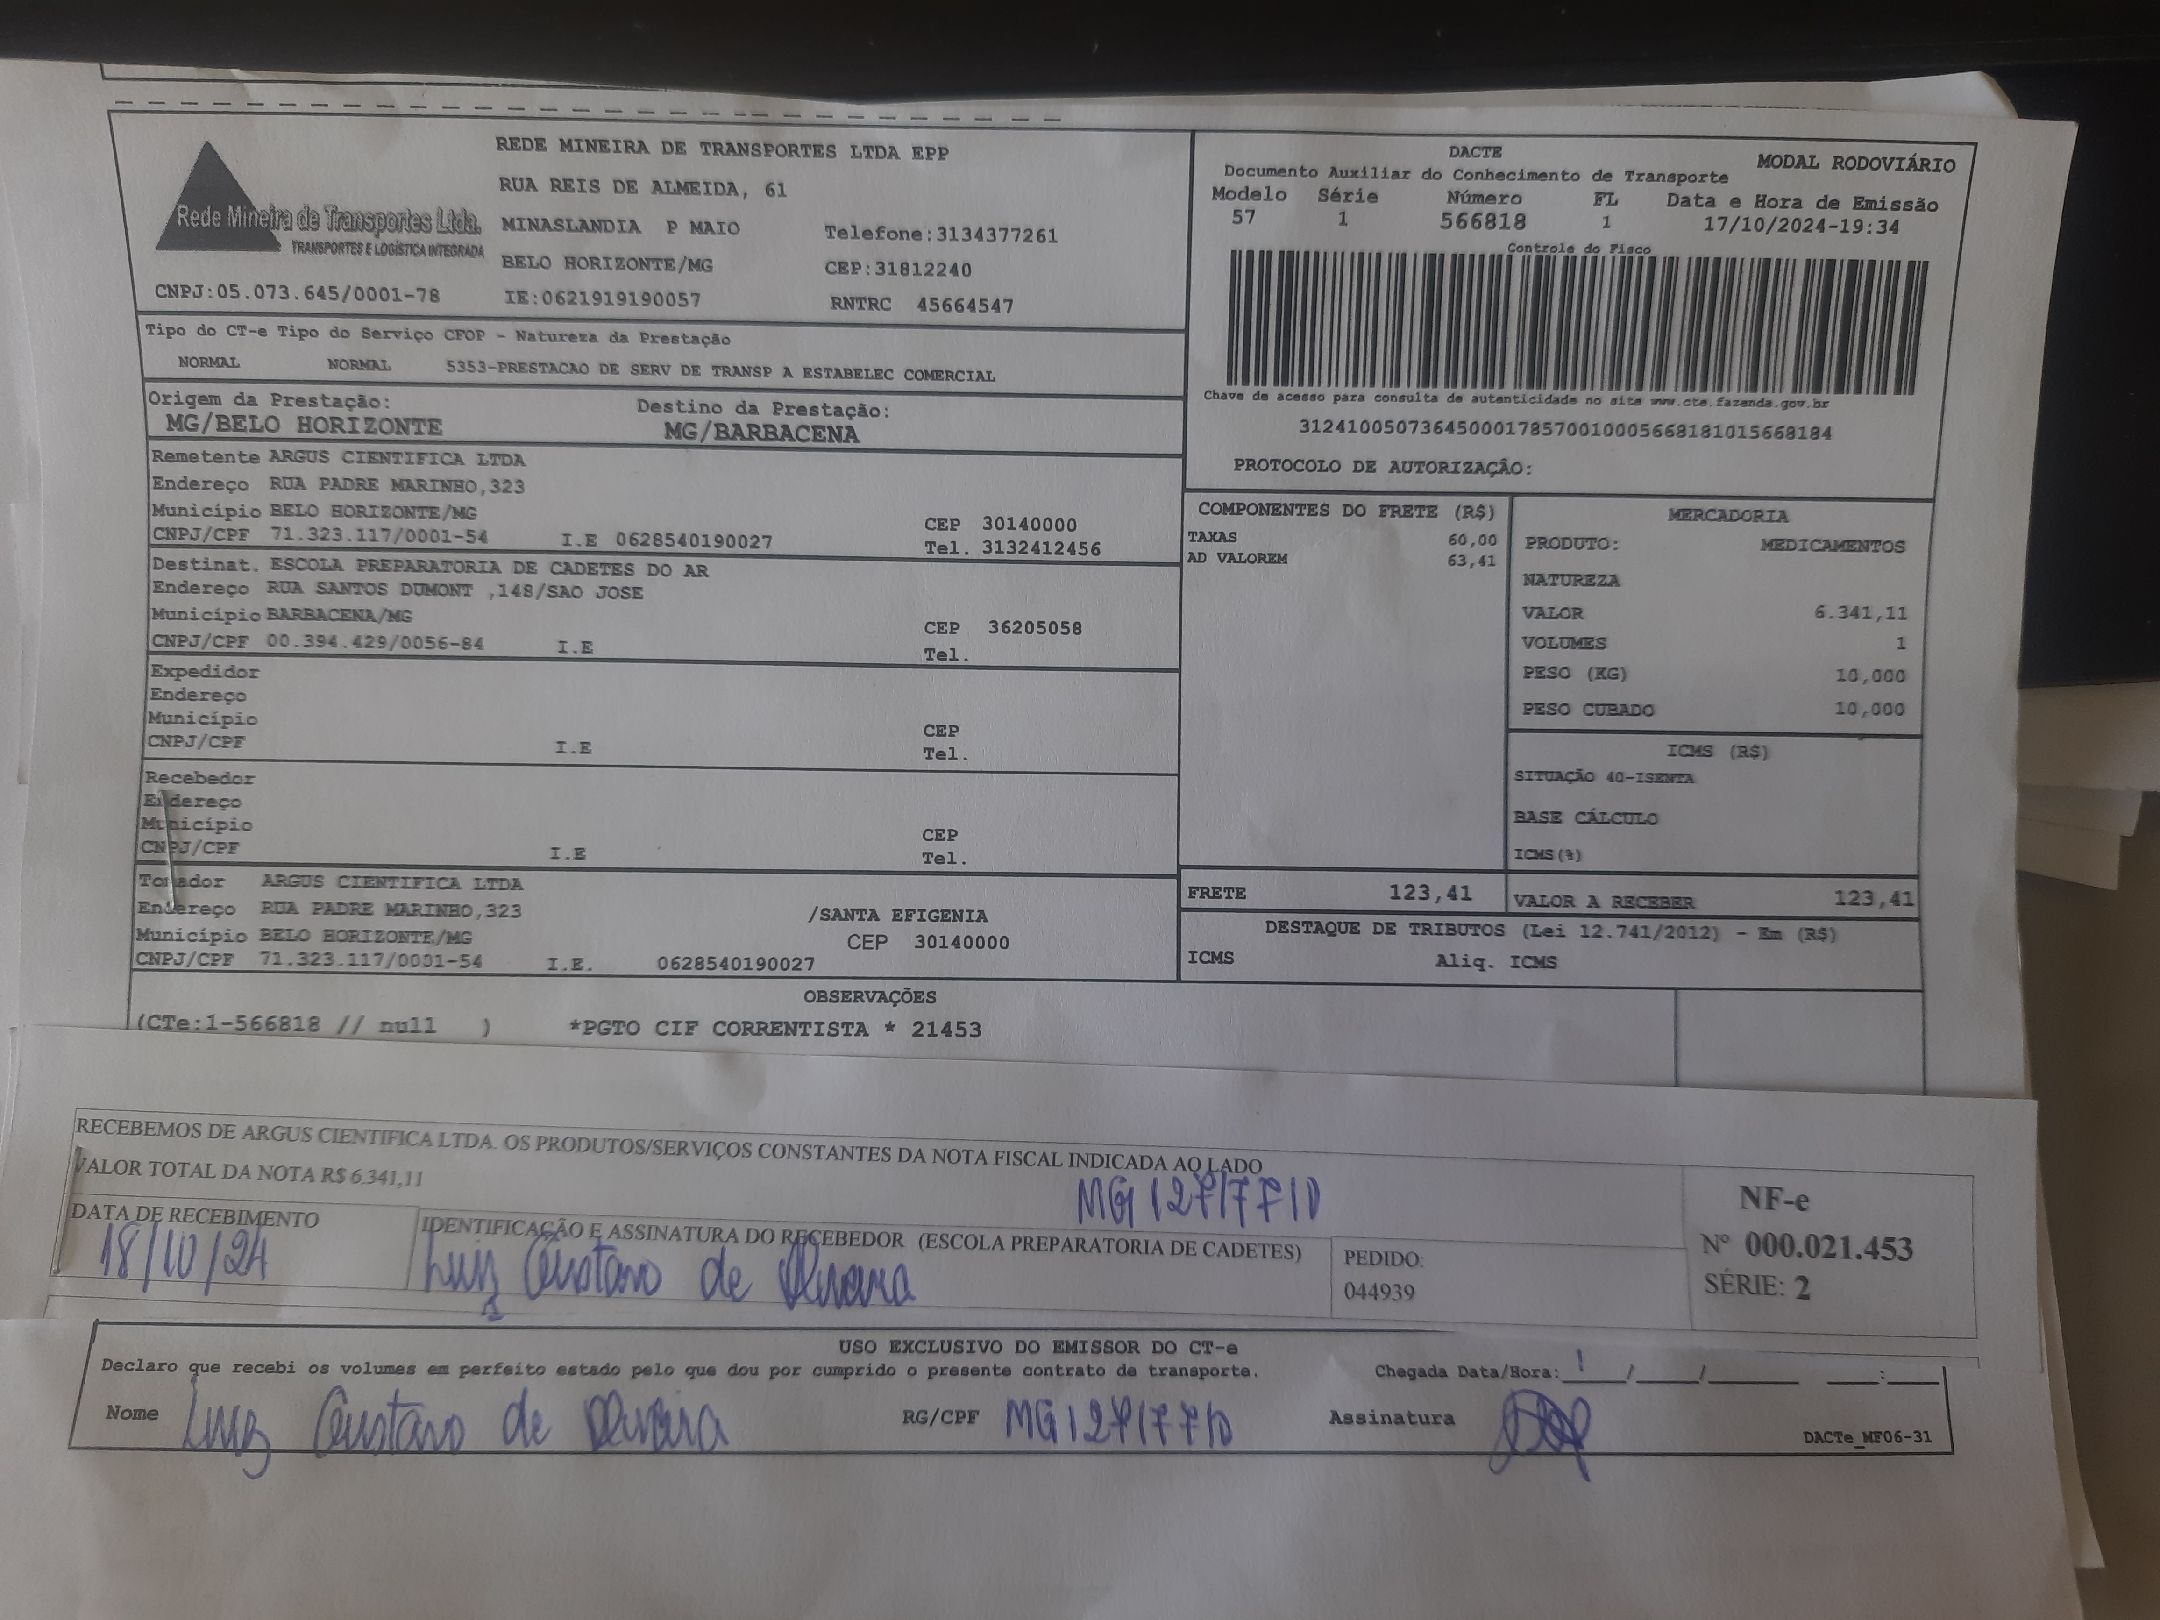 REDE MINEIRA DE TRANSPORTES LTDA EPP
RUA REIS DE ALMEIDA, 61
Rede Mineira de Transportes Ltda.
TRANSPORTES E LOGÍSTICA INTEGRADA
MINASLANDIA P MAIO Telefone:3134377261
BELO HORIZONTE/MG CEP:31812240
CNPJ:05.073.645/0001-78 IE:0621919190057 RNTRC 45664547
DACTE MODAL RODOVIÁRIO
Documento Auxiliar do Conhecimento de Transporte
Modelo Série Número FL Data e Hora de Emissão
57 1 566818 1 17/10/2024-19:34
Controle do Fisco
Chave de acesso para consulta de autenticidade no site www.cte.fazenda.gov.br
31241005073645000178570010005668181015668184
PROTOCOLO DE AUTORIZAÇÃO:
Tipo do CT-e Tipo do Serviço CFOP - Natureza da Prestação
NORMAL NORMAL 5353-PRESTACAO DE SERV DE TRANSP A ESTABELEC COMERCIAL
Origem da Prestação: Destino da Prestação:
MG/BELO HORIZONTE MG/BARBACENA
Remetente ARGUS CIENTIFICA LTDA
Endereço RUA PADRE MARINHO,323
Município BELO HORIZONTE/MG CEP 30140000
CNPJ/CPF 71.323.117/0001-54 I.E 0628540190027 Tel. 3132412456
Destinat. ESCOLA PREPARATORIA DE CADETES DO AR
Endereço RUA SANTOS DUMONT ,148/SAO JOSE
Município BARBACENA/MG CEP 36205058
CNPJ/CPF 00.394.429/0056-84 I.E Tel.
Expedidor
Endereço
Município CEP
CNPJ/CPF I.E Tel.
Recebedor
Endereço
Município CEP
CNPJ/CPF I.E Tel.
Tomador ARGUS CIENTIFICA LTDA
Endereço RUA PADRE MARINHO,323 /SANTA EFIGENIA
Município BELO HORIZONTE/MG CEP 30140000
CNPJ/CPF 71.323.117/0001-54 I.E. 0628540190027
COMPONENTES DO FRETE (R$)
TAXAS 60,00
AD VALOREM 63,41
MERCADORIA
PRODUTO: MEDICAMENTOS
NATUREZA
VALOR 6.341,11
VOLUMES 1
PESO (KG) 10,000
PESO CUBADO 10,000
ICMS (R$)
SITUAÇÃO 40-ISENTA
BASE CÁLCULO
ICMS(%)
FRETE 123,41 VALOR A RECEBER 123,41
DESTAQUE DE TRIBUTOS (Lei 12.741/2012) - Em (R$)
ICMS Aliq. ICMS
OBSERVAÇÕES
(CTe:1-566818 // null ) *PGTO CIF CORRENTISTA * 21453
RECEBEMOS DE ARGUS CIENTIFICA LTDA. OS PRODUTOS/SERVIÇOS CONSTANTES DA NOTA FISCAL INDICADA AO LADO
VALOR TOTAL DA NOTA R$ 6.341,11
DATA DE RECEBIMENTO
18/10/24
IDENTIFICAÇÃO E ASSINATURA DO RECEBEDOR (ESCOLA PREPARATORIA DE CADETES)
Luiz Gustavo de Oliveira
PEDIDO:
044939
NF-e
Nº 000.021.453
SÉRIE: 2
USO EXCLUSIVO DO EMISSOR DO CT-e
Declaro que recebi os volumes em perfeito estado pelo que dou por cumprido o presente contrato de transporte. Chegada Data/Hora: / / :
Nome Luiz Gustavo de Oliveira RG/CPF Assinatura
DACTe_MF06-31